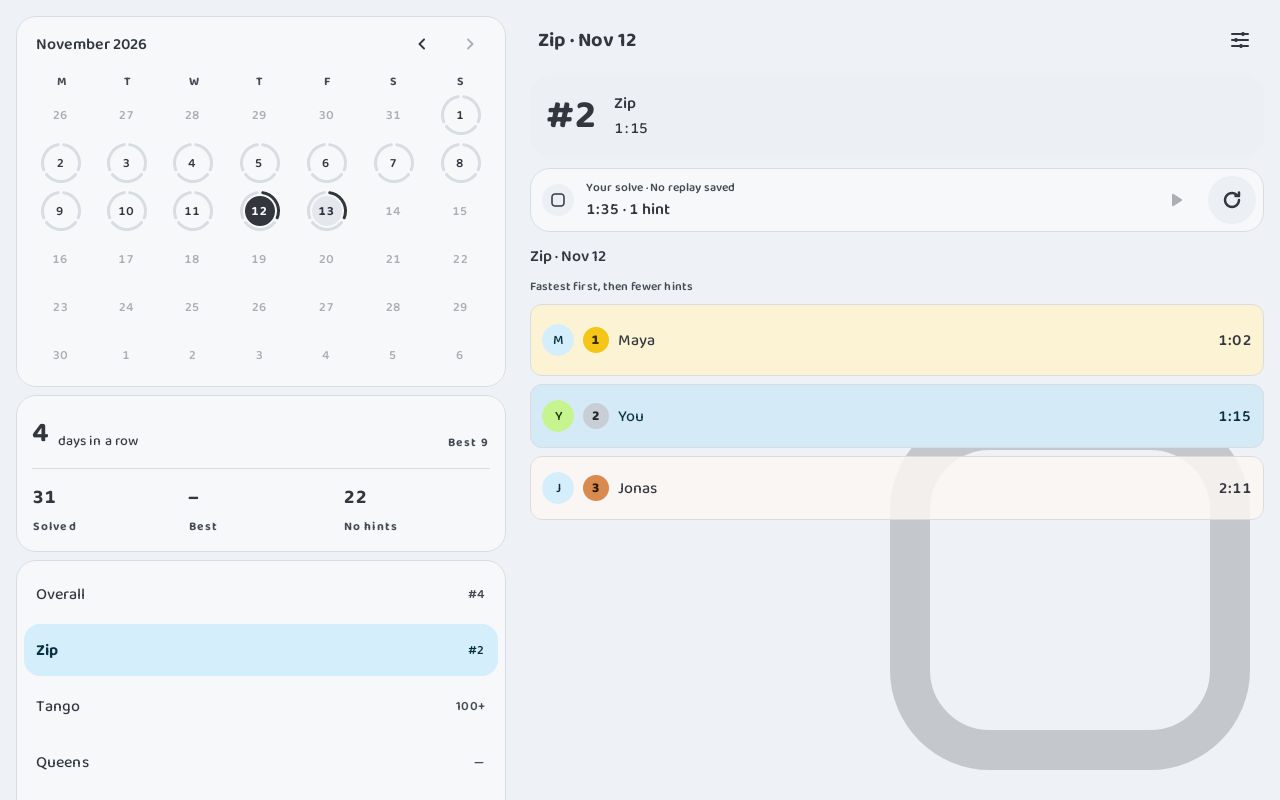 November 2026
M T W T F S S
26 27 28 29 30 31 1
2 3 4 5 6 7 8
9 10 11 12 13 14 15
16 17 18 19 20 21 22
23 24 25 26 27 28 29
30 1 2 3 4 5 6
4 days in a row Best 9
31 – 22
Solved Best No hints
Overall #4
Zip #2
Tango 100+
Queens –
Zip · Nov 12
#2 Zip
1:15
Your solve · No replay saved
1:35 · 1 hint
Zip · Nov 12
Fastest first, then fewer hints
M 1 Maya 1:02
Y 2 You 1:15
J 3 Jonas 2:11